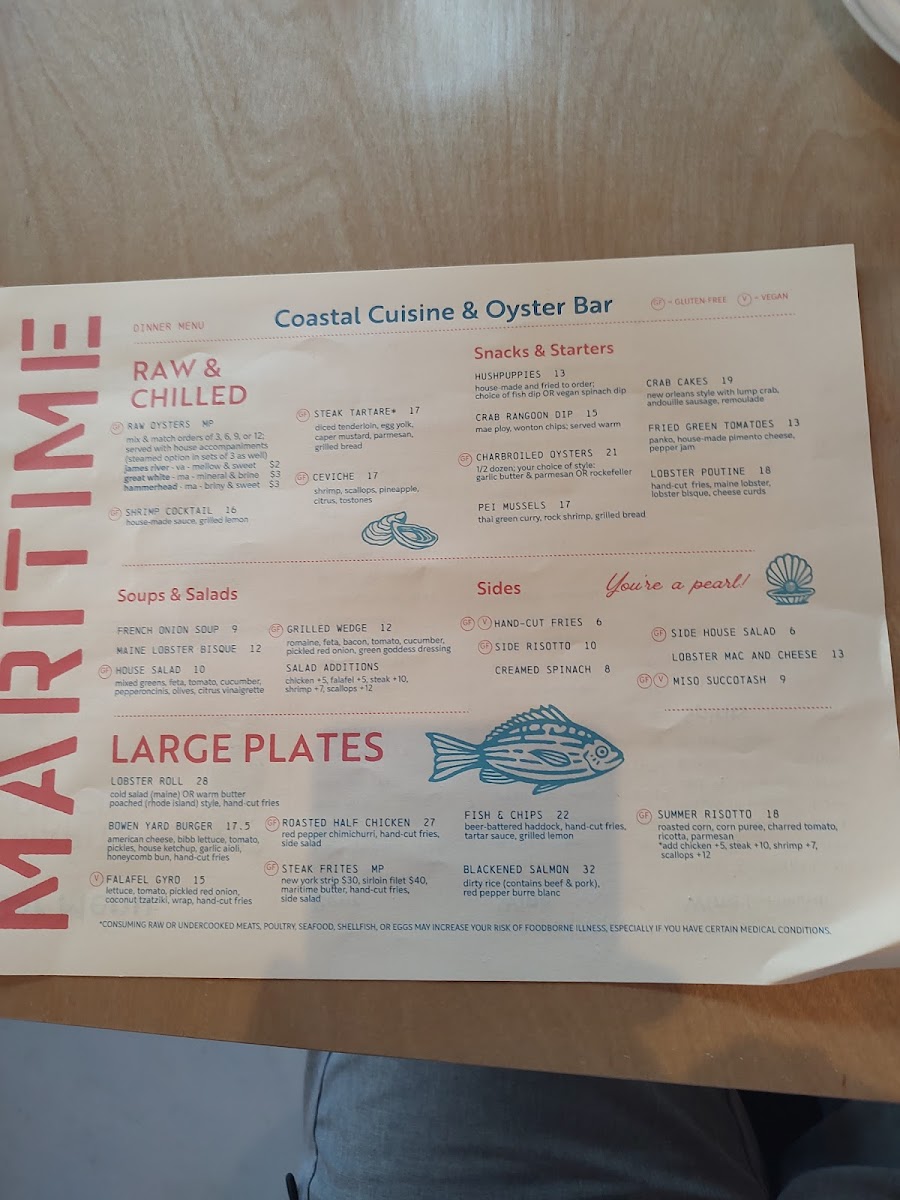 MARITIME
DINNER MENU
Coastal Cuisine & Oyster Bar
GF = GLUTEN-FREE V = VEGAN
RAW &
CHILLED
GF RAW OYSTERS MP
mix & match orders of 3, 6, 9, or 12;
served with house accompaniments
(steamed option in sets of 3 as well)
james river - va - mellow & sweet $2
great white - ma - mineral & brine $3
hammerhead - ma - briny & sweet $3
GF SHRIMP COCKTAIL 16
house-made sauce, grilled lemon
GF STEAK TARTARE* 17
diced tenderloin, egg yolk,
caper mustard, parmesan,
grilled bread
GF CEVICHE 17
shrimp, scallops, pineapple,
citrus, tostones
Snacks & Starters
HUSHPUPPIES 13
house-made and fried to order;
choice of fish dip OR vegan spinach dip
CRAB RANGOON DIP 15
mae ploy, wonton chips; served warm
GF CHARBROILED OYSTERS 21
1/2 dozen; your choice of style:
garlic butter & parmesan OR rockefeller
PEI MUSSELS 17
thai green curry, rock shrimp, grilled bread
CRAB CAKES 19
new orleans style with lump crab,
andouille sausage, remoulade
FRIED GREEN TOMATOES 13
panko, house-made pimento cheese,
pepper jam
LOBSTER POUTINE 18
hand-cut fries, maine lobster,
lobster bisque, cheese curds
Soups & Salads
FRENCH ONION SOUP 9
MAINE LOBSTER BISQUE 12
GF HOUSE SALAD 10
mixed greens, feta, tomato, cucumber,
pepperoncinis, olives, citrus vinaigrette
GF GRILLED WEDGE 12
romaine, feta, bacon, tomato, cucumber,
pickled red onion, green goddess dressing
SALAD ADDITIONS
chicken +5, falafel +5, steak +10,
shrimp +7, scallops +12
Sides
You're a pearl!
GF V HAND-CUT FRIES 6
GF SIDE RISOTTO 10
CREAMED SPINACH 8
GF SIDE HOUSE SALAD 6
LOBSTER MAC AND CHEESE 13
GF V MISO SUCCOTASH 9
LARGE PLATES
LOBSTER ROLL 28
cold salad (maine) OR warm butter
poached (rhode island) style, hand-cut fries
BOWEN YARD BURGER 17.5
american cheese, bibb lettuce, tomato,
pickles, house ketchup, garlic aioli,
honeycomb bun, hand-cut fries
V FALAFEL GYRO 15
lettuce, tomato, pickled red onion,
coconut tzatziki, wrap, hand-cut fries
GF ROASTED HALF CHICKEN 27
red pepper chimichurri, hand-cut fries,
side salad
GF STEAK FRITES MP
new york strip $30, sirloin filet $40,
maritime butter, hand-cut fries,
side salad
FISH & CHIPS 22
beer-battered haddock, hand-cut fries,
tartar sauce, grilled lemon
BLACKENED SALMON 32
dirty rice (contains beef & pork),
red pepper burre blanc
GF SUMMER RISOTTO 18
roasted corn, corn puree, charred tomato,
ricotta, parmesan
*add chicken +5, steak +10, shrimp +7,
scallops +12
*CONSUMING RAW OR UNDERCOOKED MEATS, POULTRY, SEAFOOD, SHELLFISH, OR EGGS MAY INCREASE YOUR RISK OF FOODBORNE ILLNESS, ESPECIALLY IF YOU HAVE CERTAIN MEDICAL CONDITIONS.